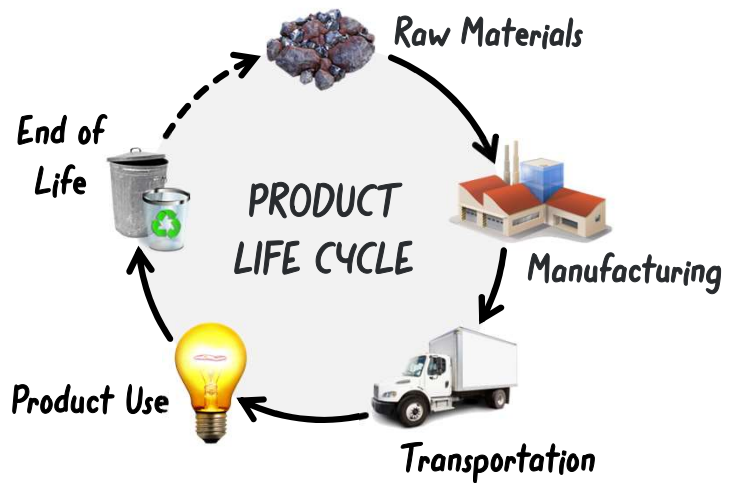 Raw Materials
End of
Life
PRODUCT
LIFE CYCLE
Manufacturing
Product Use
Transportation